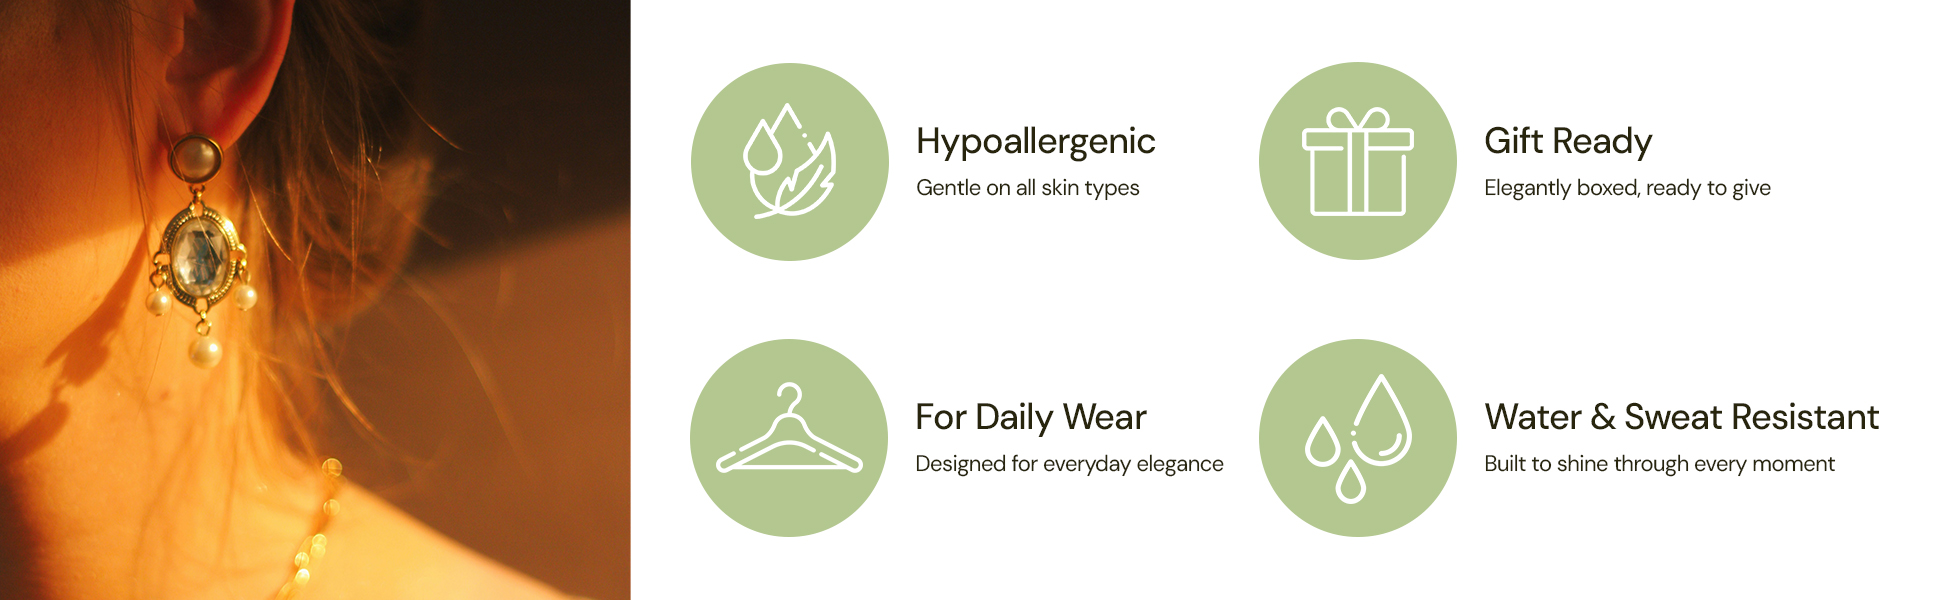 Hypoallergenic
Gentle on all skin types
Gift Ready
Elegantly boxed, ready to give
For Daily Wear
Designed for everyday elegance
Water & Sweat Resistant
Built to shine through every moment